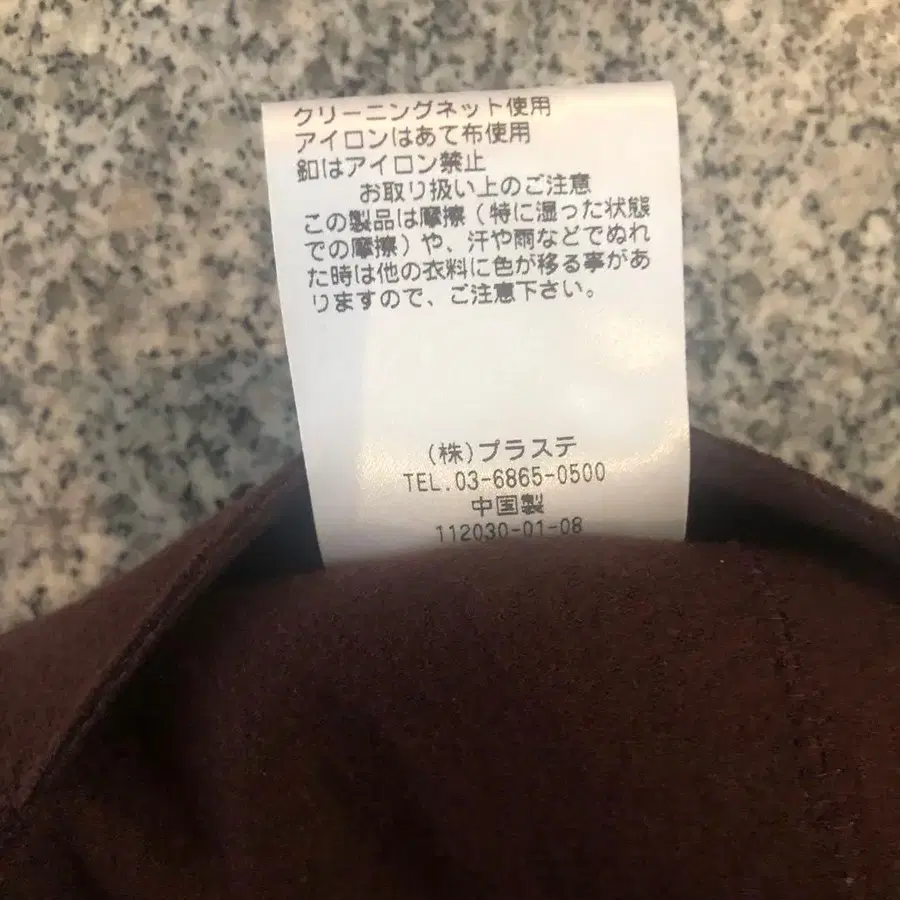 クリーニングネット使用
アイロンはあて布使用
釦はアイロン禁止
お取り扱い上のご注意
この製品は摩擦(特に湿った状態
での摩擦)や、汗や雨などでぬれ
た時は他の衣料に色が移る事があ
りますので、ご注意下さい。
(株)プラステ
TEL.03-6865-0500
中国製
112030-01-08